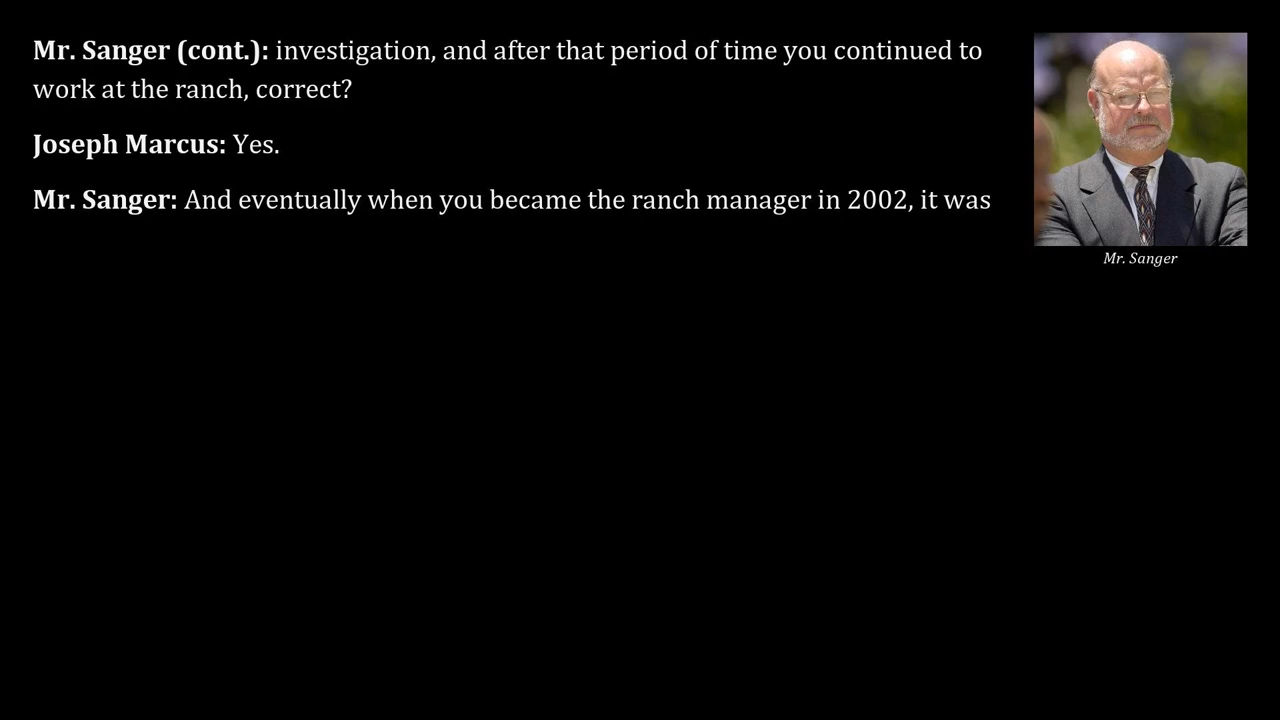 Mr. Sanger (cont.): investigation, and after that period of time you continued to
work at the ranch, correct?
Joseph Marcus: Yes.
Mr. Sanger: And eventually when you became the ranch manager in 2002, it was
Mr. Sanger